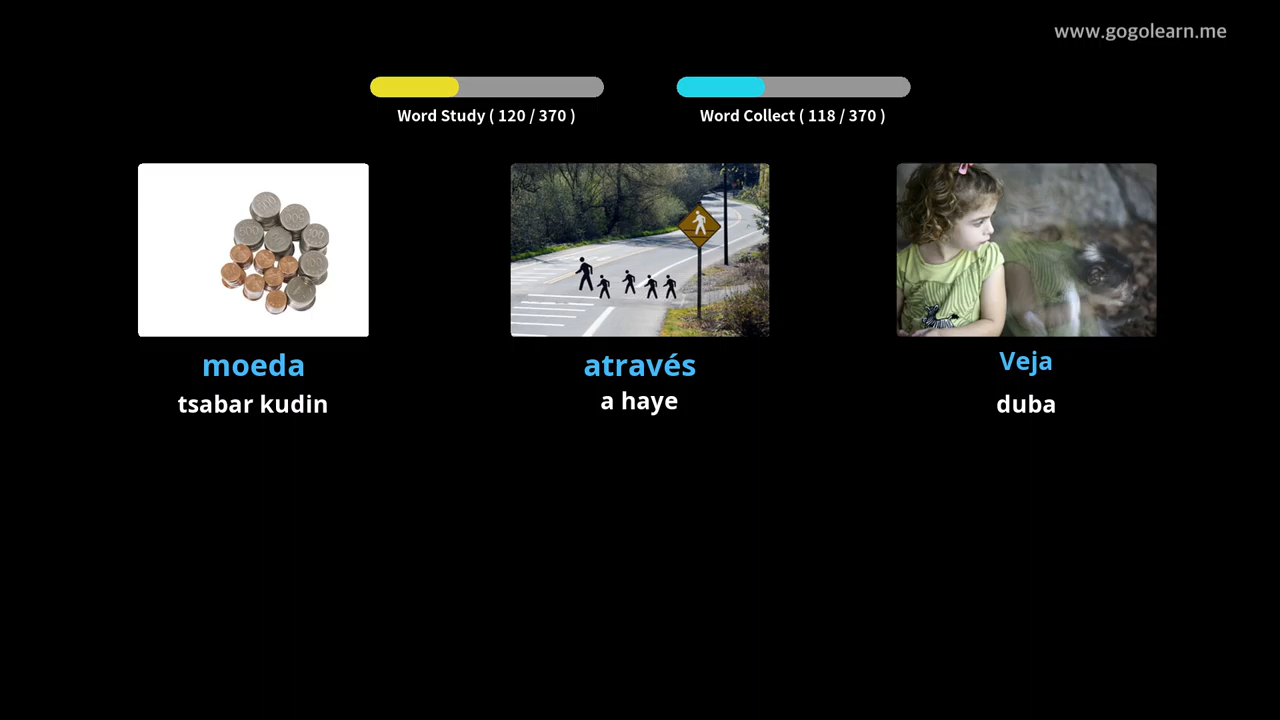 www.gogolearn.me
Word Study ( 120 / 370 )
Word Collect ( 118 / 370 )
moeda
tsabar kudin
através
a haye
Veja
duba